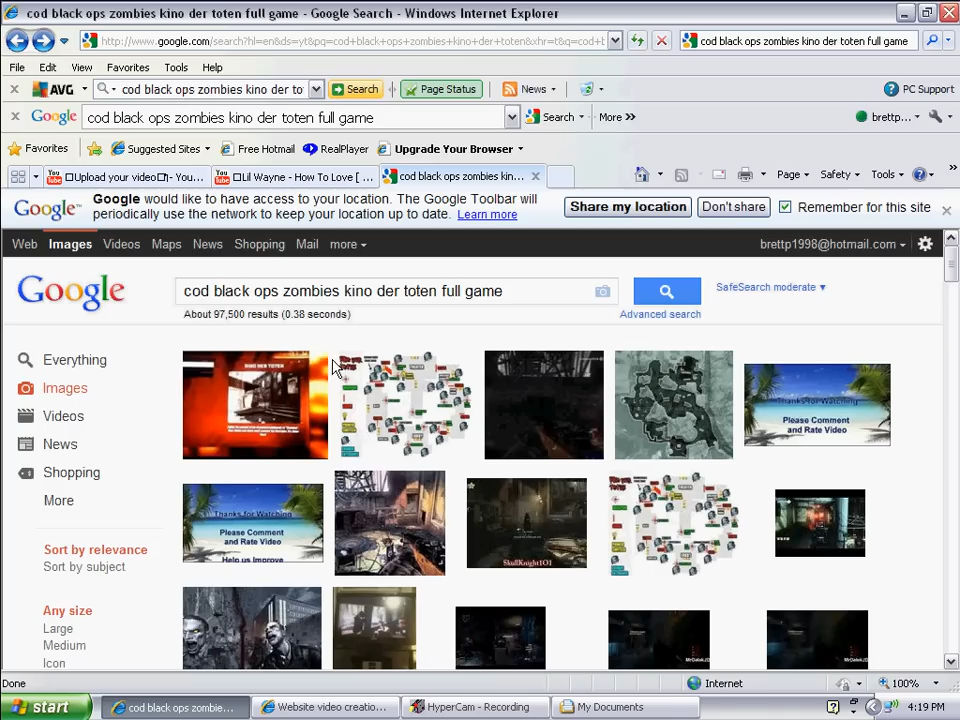 cod black ops zombies kino der toten full game - Google Search - Windows Internet Explorer
http://www.google.com/search?hl=en&ds=yt&pq=cod+black+ops+zombies+kino+der+toten&xhr=t&q=cod+b
cod black ops zombies kino der toten full game
File Edit View Favorites Tools Help
AVG cod black ops zombies kino der to Search Page Status News PC Support
Google cod black ops zombies kino der toten full game Search More » brettp...
Favorites Suggested Sites Free Hotmail RealPlayer Upgrade Your Browser
Upload your video - You... Lil Wayne - How To Love [ ... cod black ops zombies kin... Page Safety Tools
Google would like to have access to your location. The Google Toolbar will periodically use the network to keep your location up to date. Learn more
Share my location Don't share Remember for this site
Web Images Videos Maps News Shopping Mail more brettp1998@hotmail.com
Google cod black ops zombies kino der toten full game SafeSearch moderate
About 97,500 results (0.38 seconds) Advanced search
Everything
Images
Videos
News
Shopping
More
Sort by relevance
Sort by subject
Any size
Large
Medium
Icon
KINO DER TOTEN
Thanks for Watching
Please Comment
and Rate Video
Thanks for Watching
Please Comment
and Rate Video
Help us Improve
SkullKnight101
Done Internet 100%
start cod black ops zombie... Website video creatio... HyperCam - Recording My Documents 4:19 PM